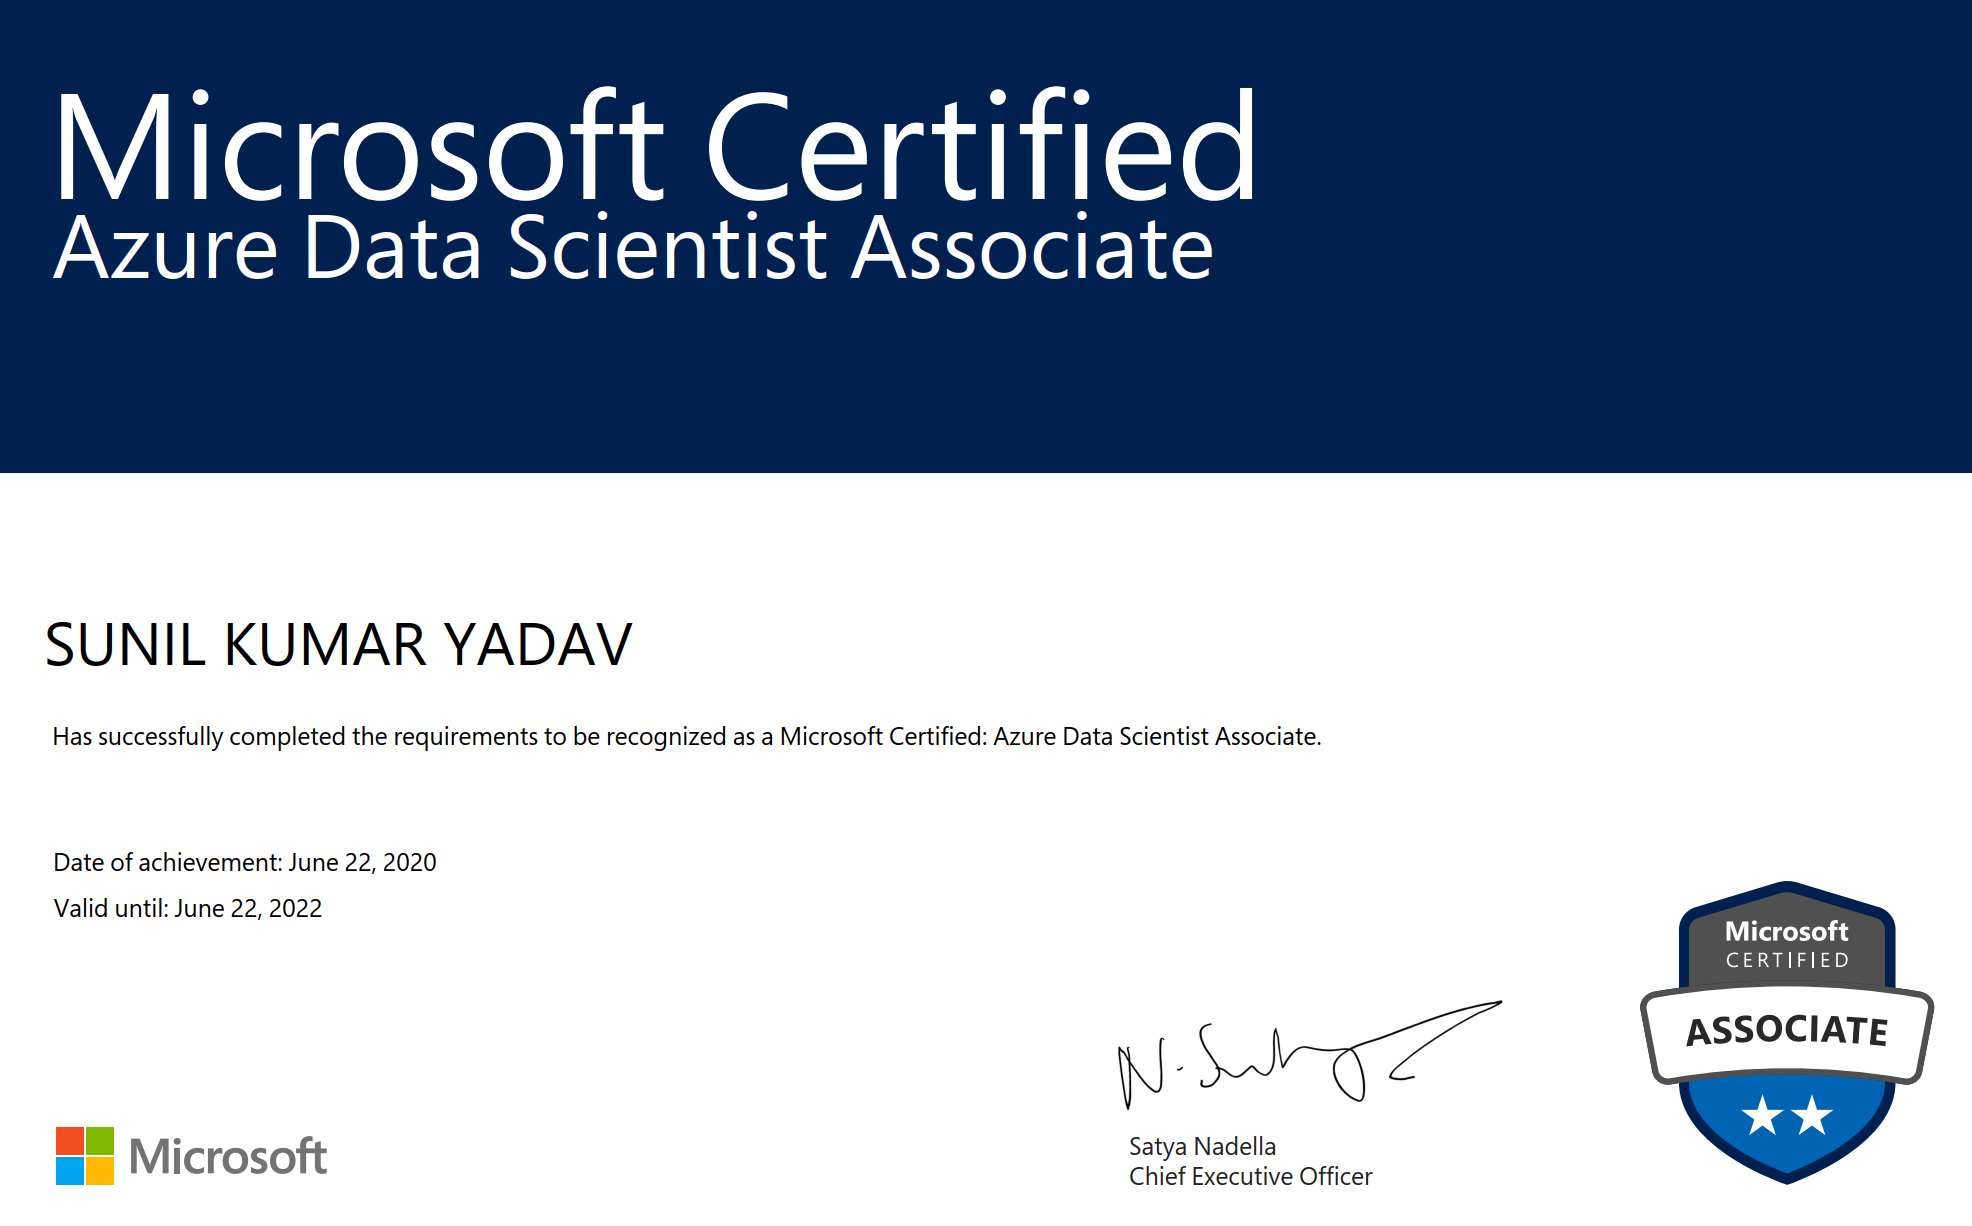 Microsoft Certified
Azure Data Scientist Associate
SUNIL KUMAR YADAV
Has successfully completed the requirements to be recognized as a Microsoft Certified: Azure Data Scientist Associate.
Date of achievement: June 22, 2020
Valid until: June 22, 2022
Microsoft
CERTIFIED
ASSOCIATE
Satya Nadella
Chief Executive Officer
Microsoft